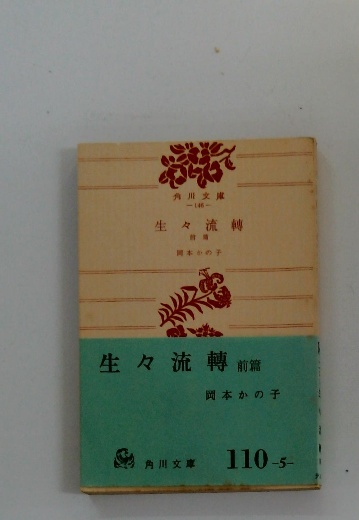 角川文庫
生々流轉
前篇
岡本かの子
生々流轉 前篇
岡本かの子
角川文庫 110 -5-